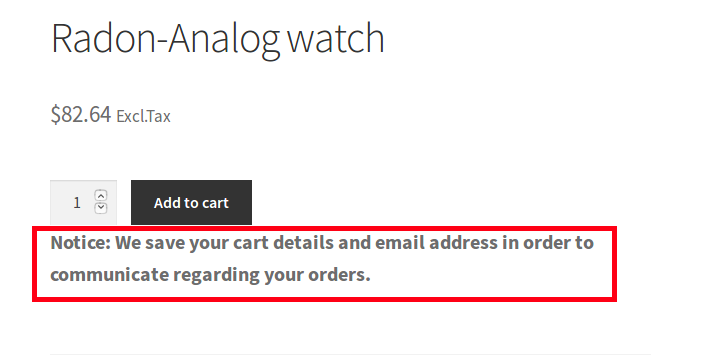 Radon-Analog watch
$82.64 Excl.Tax
1 Add to cart
Notice: We save your cart details and email address in order to
communicate regarding your orders.